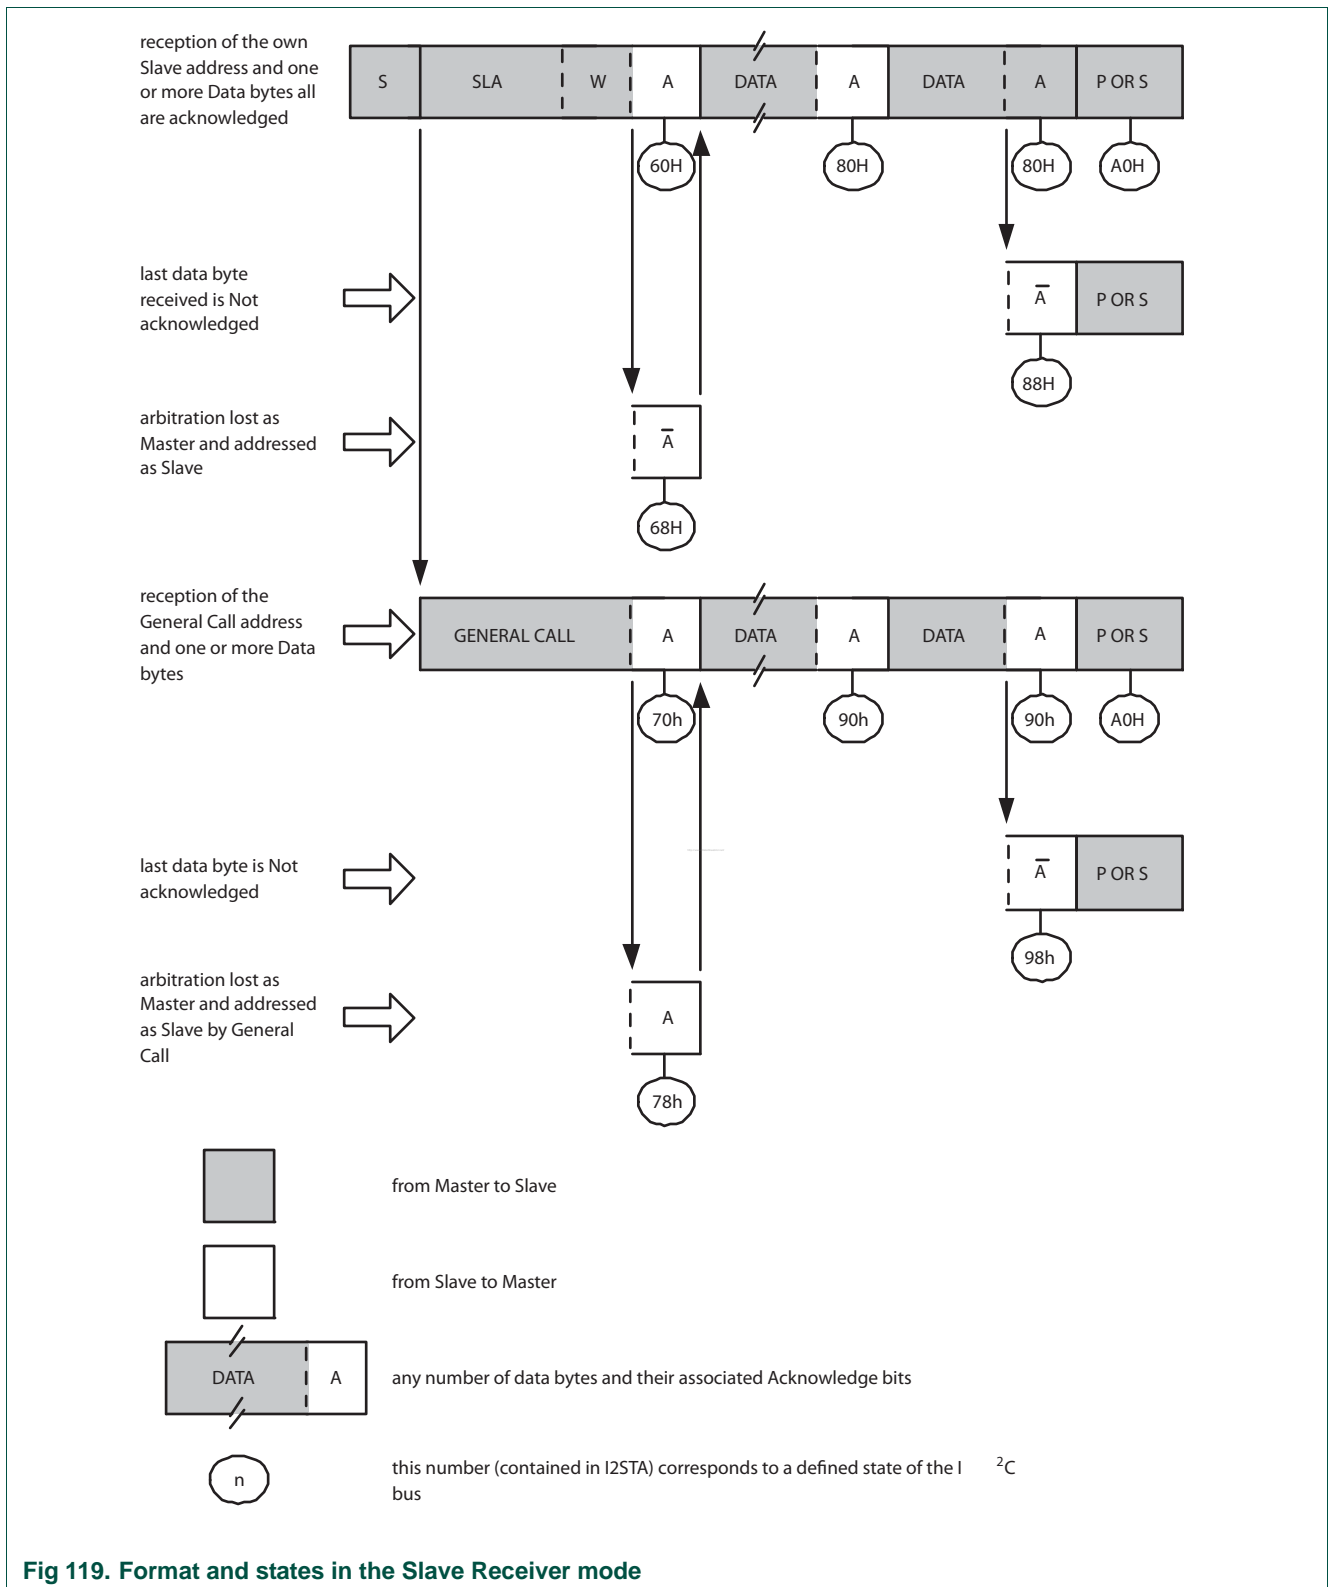 reception of the own
Slave address and one
or more Data bytes all
are acknowledged
S SLA W A DATA A DATA A P OR S
60H 80H 80H A0H
last data byte
received is Not
acknowledged
A̅ P OR S
88H
arbitration lost as
Master and addressed
as Slave
A̅
68H
reception of the
General Call address
and one or more Data
bytes
GENERAL CALL A DATA A DATA A P OR S
70h 90h 90h A0H
last data byte is Not
acknowledged
A̅ P OR S
98h
arbitration lost as
Master and addressed
as Slave by General
Call
A
78h
from Master to Slave
from Slave to Master
DATA A any number of data bytes and their associated Acknowledge bits
n this number (contained in I2STA) corresponds to a defined state of the I ²C
bus
Fig 119. Format and states in the Slave Receiver mode